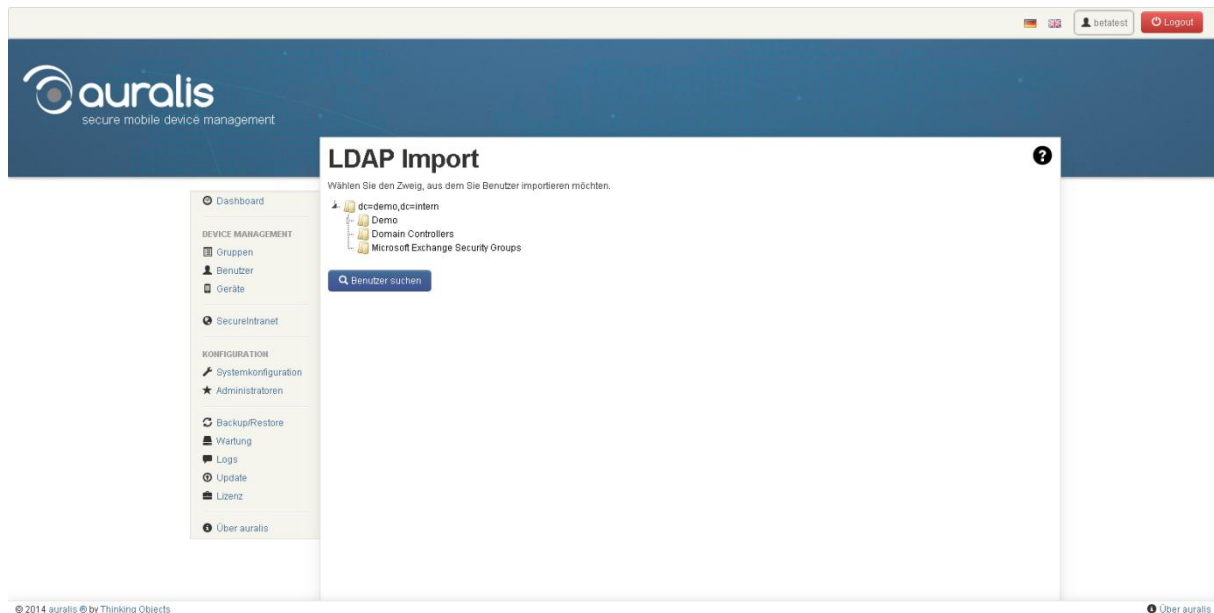 betatest
Logout
auralis
secure mobile device management
LDAP Import
Wählen Sie den Zweig, aus dem Sie Benutzer importieren möchten.
dc=demo,dc=intern
Demo
Domain Controllers
Microsoft Exchange Security Groups
Benutzer suchen
Dashboard
DEVICE MANAGEMENT
Gruppen
Benutzer
Geräte
SecureIntranet
KONFIGURATION
Systemkonfiguration
Administratoren
Backup/Restore
Wartung
Logs
Update
Lizenz
Über auralis
© 2014 auralis ® by Thinking Objects
Über auralis